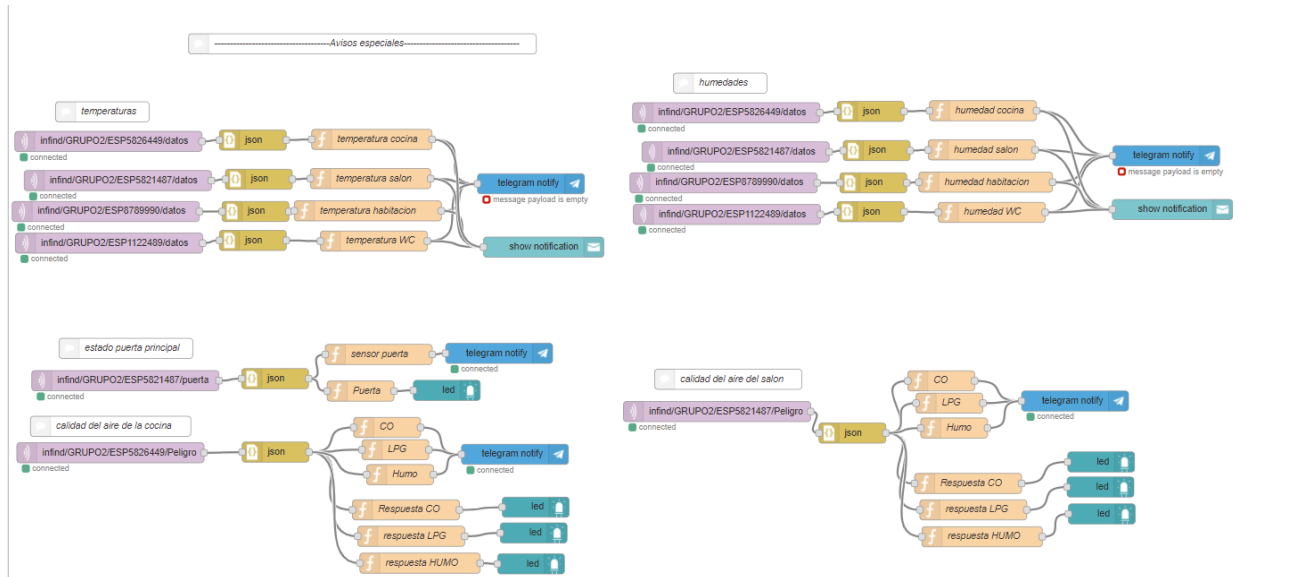 ------------------------------------Avisos especiales------------------------------------
temperaturas
infind/GRUPO2/ESP5826449/datos
json
temperatura cocina
connected
infind/GRUPO2/ESP5821487/datos
json
temperatura salon
connected
infind/GRUPO2/ESP8789990/datos
json
temperatura habitacion
connected
infind/GRUPO2/ESP1122489/datos
json
temperatura WC
connected
telegram notify
message payload is empty
show notification
humedades
infind/GRUPO2/ESP5826449/datos
json
humedad cocina
connected
infind/GRUPO2/ESP5821487/datos
json
humedad salon
connected
infind/GRUPO2/ESP8789990/datos
json
humedad habitacion
connected
infind/GRUPO2/ESP1122489/datos
json
humedad WC
connected
telegram notify
message payload is empty
show notification
estado puerta principal
infind/GRUPO2/ESP5821487/puerta
connected
json
sensor puerta
telegram notify
connected
Puerta
led
calidad del aire de la cocina
infind/GRUPO2/ESP5826449/Peligro
connected
json
CO
LPG
Humo
telegram notify
connected
Respuesta CO
led
respuesta LPG
led
respuesta HUMO
led
calidad del aire del salon
infind/GRUPO2/ESP5821487/Peligro
connected
json
CO
LPG
Humo
telegram notify
connected
Respuesta CO
led
respuesta LPG
led
respuesta HUMO
led